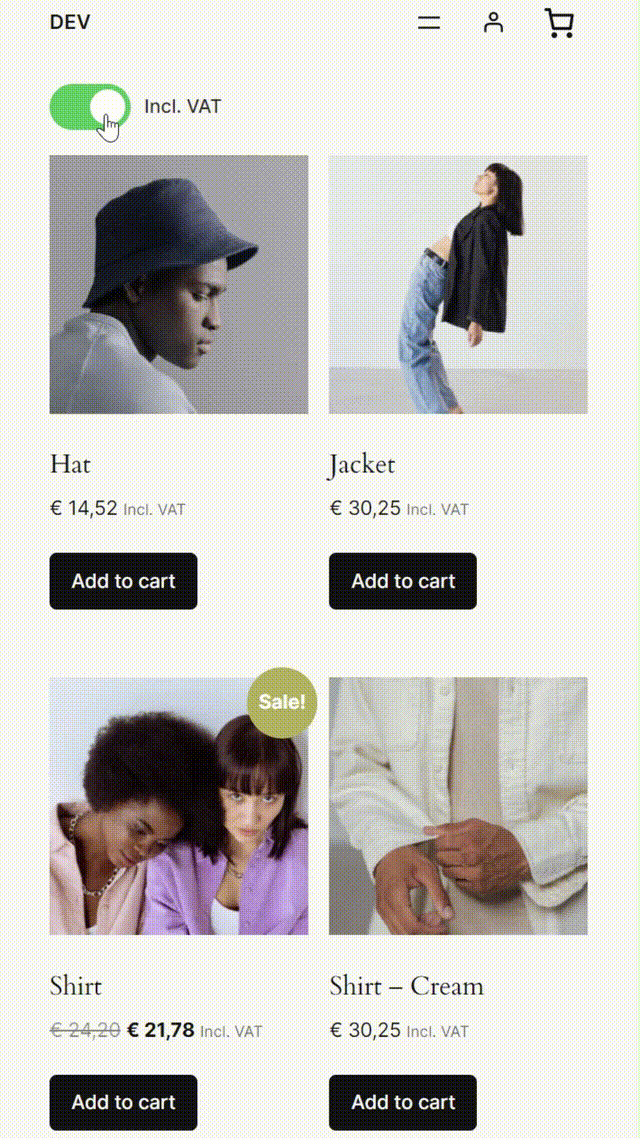 DEV
Incl. VAT
Hat
€ 14,52 Incl. VAT
Add to cart
Jacket
€ 30,25 Incl. VAT
Add to cart
Sale!
Shirt
€ 24,20 € 21,78 Incl. VAT
Add to cart
Shirt – Cream
€ 30,25 Incl. VAT
Add to cart